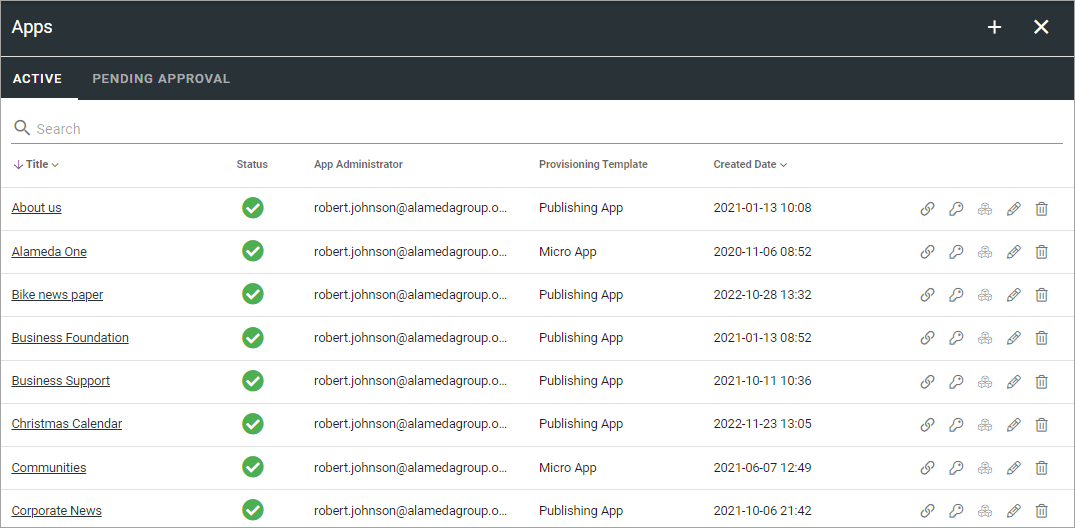 Apps
ACTIVE PENDING APPROVAL
Search
Title Status App Administrator Provisioning Template Created Date
About us robert.johnson@alamedagroup.o... Publishing App 2021-01-13 10:08
Alameda One robert.johnson@alamedagroup.o... Micro App 2020-11-06 08:52
Bike news paper robert.johnson@alamedagroup.o... Publishing App 2022-10-28 13:32
Business Foundation robert.johnson@alamedagroup.o... Publishing App 2021-01-13 08:52
Business Support robert.johnson@alamedagroup.o... Publishing App 2021-10-11 10:36
Christmas Calendar robert.johnson@alamedagroup.o... Publishing App 2022-11-23 13:05
Communities robert.johnson@alamedagroup.o... Micro App 2021-06-07 12:49
Corporate News robert.johnson@alamedagroup.o... Publishing App 2021-10-06 21:42